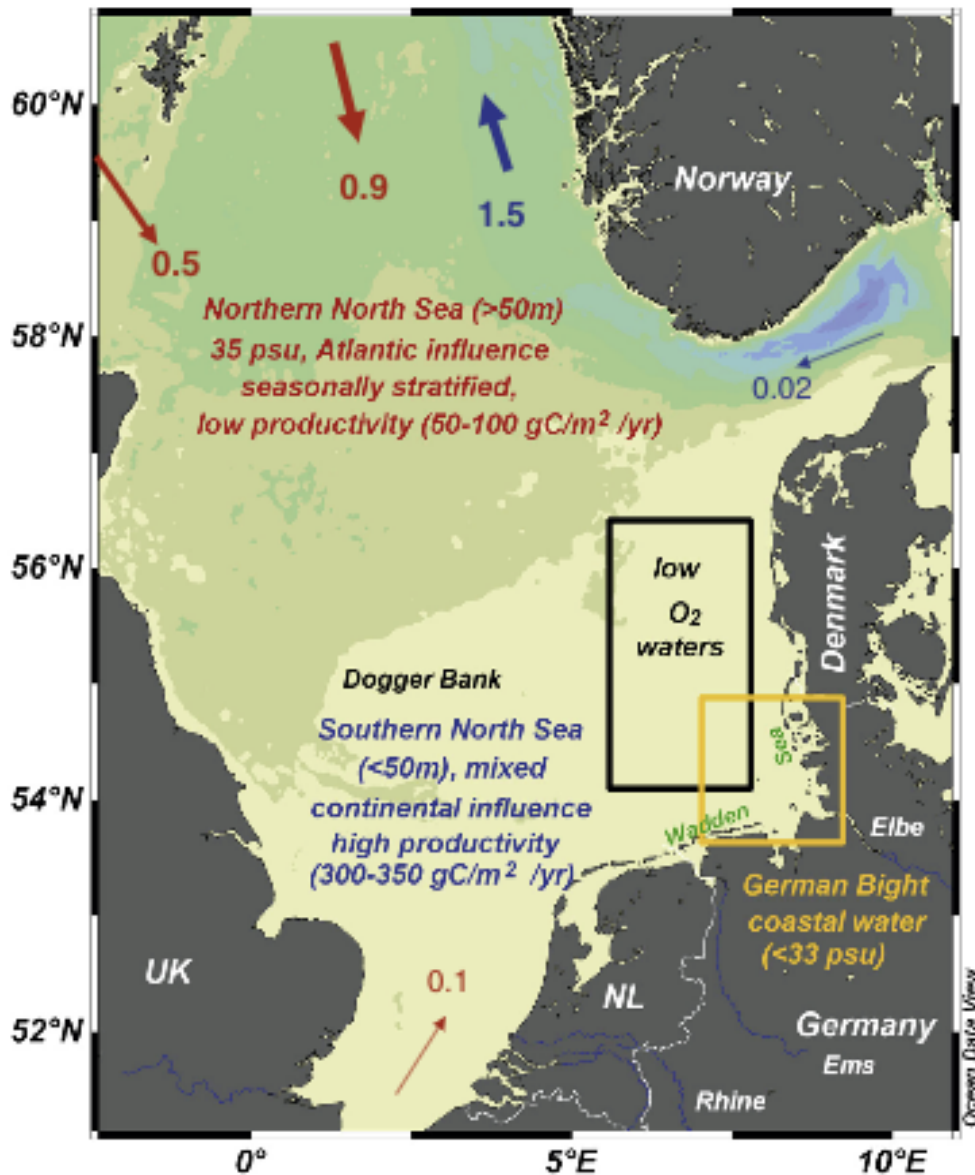 60°N
0.9
Norway
1.5
0.5
Northern North Sea (>50m)
35 psu, Atlantic influence
seasonally stratified,
low productivity (50-100 gC/m² /yr)
58°N
0.02
56°N
low
O₂
waters
Denmark
Dogger Bank
Southern North Sea
(<50m), mixed
continental influence
high productivity
(300-350 gC/m² /yr)
Wadden
Sea
54°N
Elbe
German Bight
coastal water
(<33 psu)
UK
0.1
NL
52°N
Germany
Ems
Rhine
Ocean Data View
0°
5°E
10°E